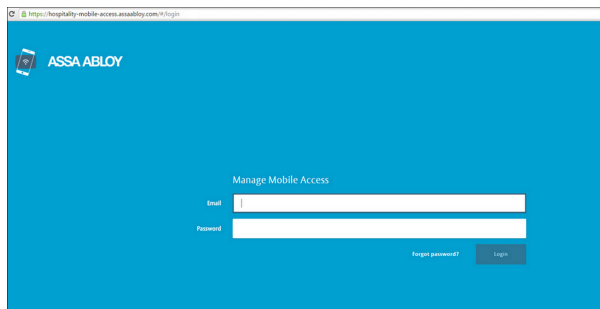 https://hospitality-mobile-access.assaabloy.com/#/login
ASSA ABLOY
Manage Mobile Access
Email
Password
Forgot password?
Login